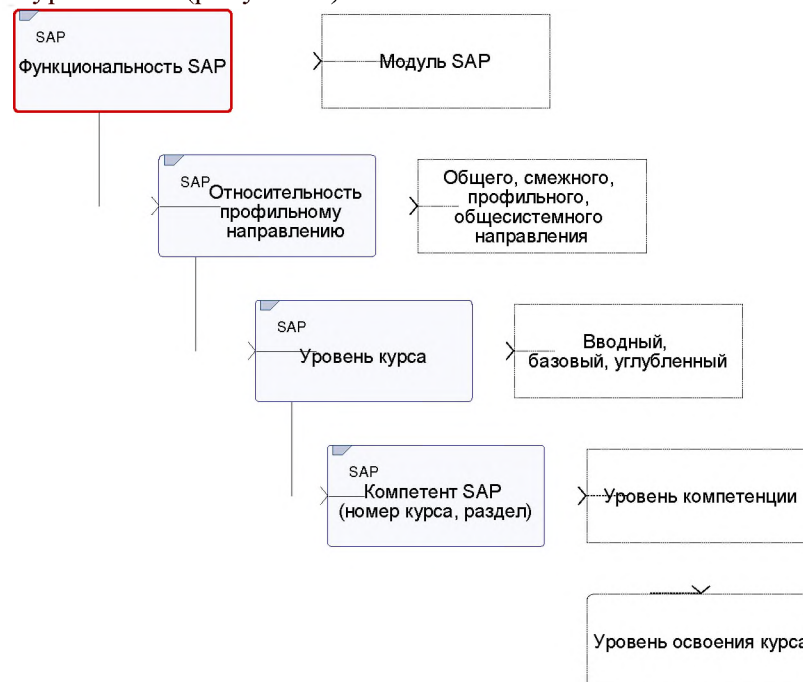 SAP
Функциональность SAP
Модуль SAP
SAP
Относительность
профильному
направлению
Общего, смежного,
профильного,
общесистемного
направления
SAP
Уровень курса
Вводный,
базовый, углубленный
SAP
Компетент SAP
(номер курса, раздел)
Уровень компетенции
Уровень освоения курса